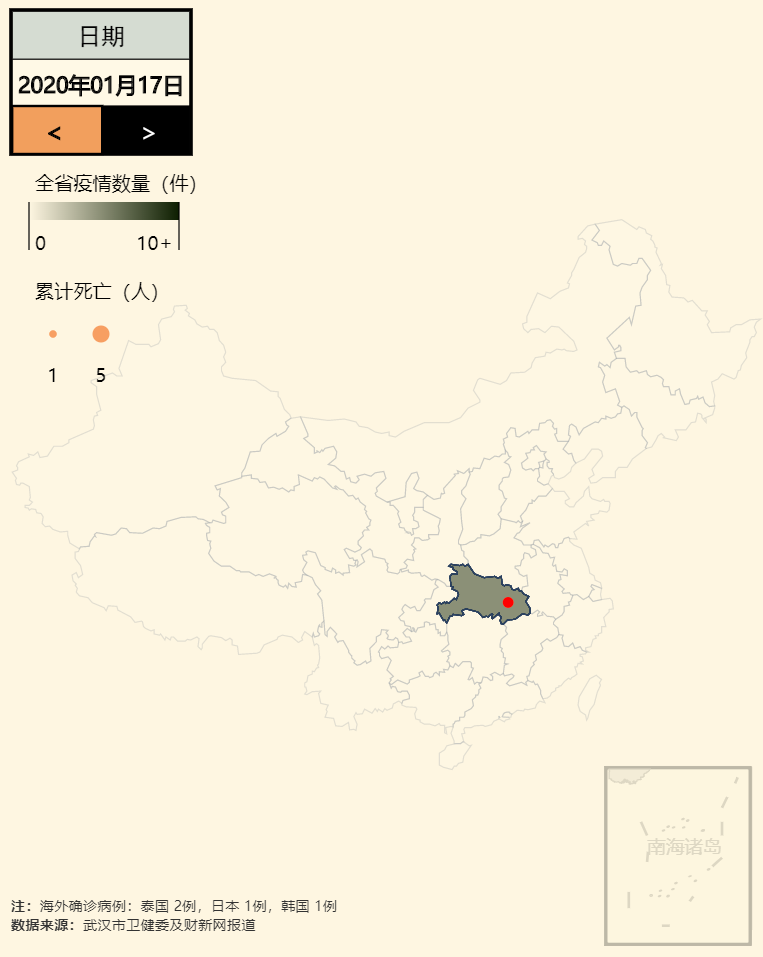 日期
2020年01月17日
< >
全省疫情数量（件）
0 10+
累计死亡（人）
1 5
南海诸岛
注：海外确诊病例：泰国 2例，日本 1例，韩国 1例
数据来源：武汉市卫健委及财新网报道